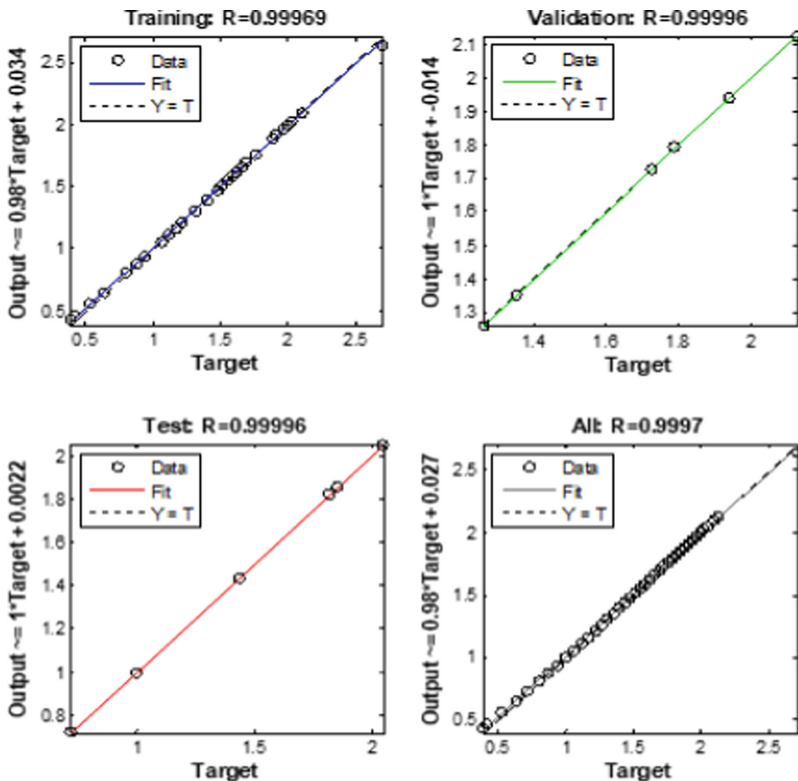 Training: R=0.99969
Output ~= 0.98*Target + 0.034
Data
Fit
Y = T
2.5
2
1.5
1
0.5
0.5
1
1.5
2
2.5
Target
Validation: R=0.99996
Output ~= 1*Target + -0.014
Data
Fit
Y = T
2.1
2
1.9
1.8
1.7
1.6
1.5
1.4
1.3
1.4
1.6
1.8
2
Target
Test: R=0.99996
Output ~= 1*Target + 0.0022
Data
Fit
Y = T
2
1.8
1.6
1.4
1.2
1
0.8
1
1.5
2
Target
All: R=0.9997
Output ~= 0.98*Target + 0.027
Data
Fit
Y = T
2.5
2
1.5
1
0.5
0.5
1
1.5
2
2.5
Target